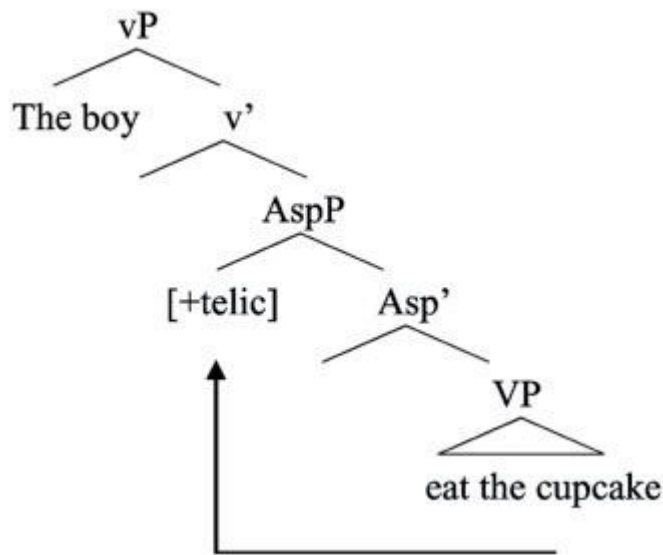 vP
The boy
v’
AspP
[+telic]
Asp’
VP
eat the cupcake